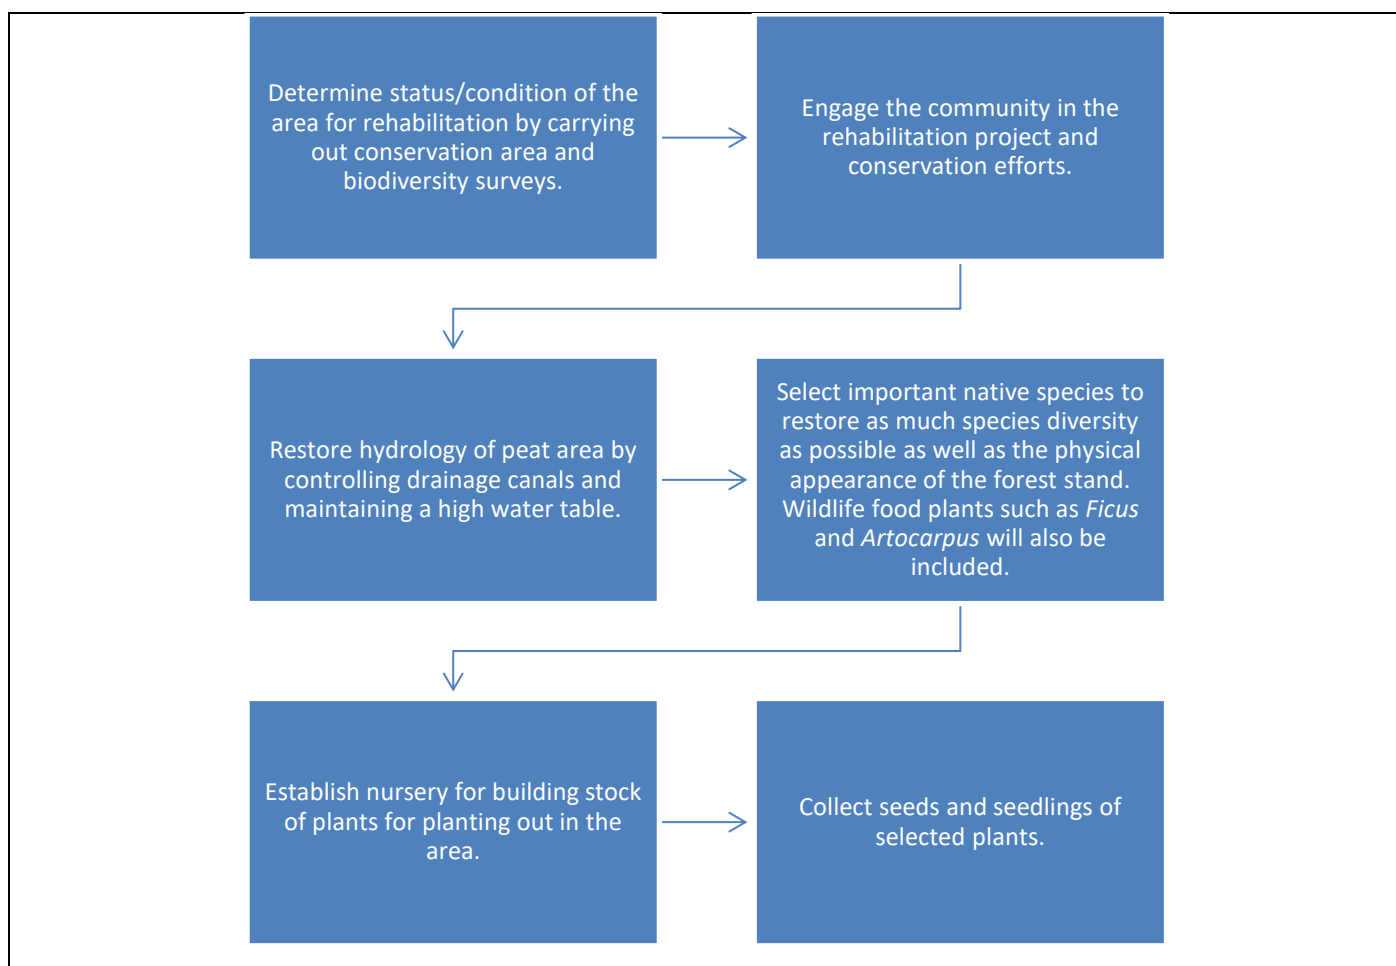 Determine status/condition of the
area for rehabilitation by carrying
out conservation area and
biodiversity surveys.
Engage the community in the
rehabilitation project and
conservation efforts.
Restore hydrology of peat area by
controlling drainage canals and
maintaining a high water table.
Select important native species to
restore as much species diversity
as possible as well as the physical
appearance of the forest stand.
Wildlife food plants such as Ficus
and Artocarpus will also be
included.
Establish nursery for building stock
of plants for planting out in the
area.
Collect seeds and seedlings of
selected plants.